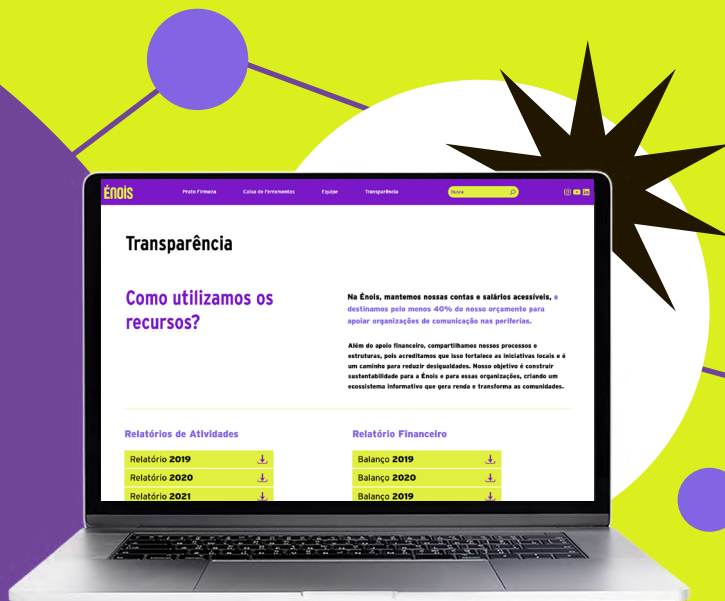 ÉNOIS
Prato Firmeza
Caixa de Ferramentas
Equipe
Transparência
Busca
Transparência
Como utilizamos os
recursos?
Na Énois, mantemos nossas contas e salários acessíveis, e
destinamos pelo menos 40% do nosso orçamento para
apoiar organizações de comunicação nas periferias.
Além do apoio financeiro, compartilhamos nossos processos e
estruturas, pois acreditamos que isso fortalece as iniciativas locais e é
um caminho para reduzir desigualdades. Nosso objetivo é construir
sustentabilidade para a Énois e para essas organizações, criando um
ecossistema informativo que gera renda e transforma as comunidades.
Relatórios de Atividades
Relatório 2019
Relatório 2020
Relatório 2021
Relatório Financeiro
Balanço 2019
Balanço 2020
Balanço 2019